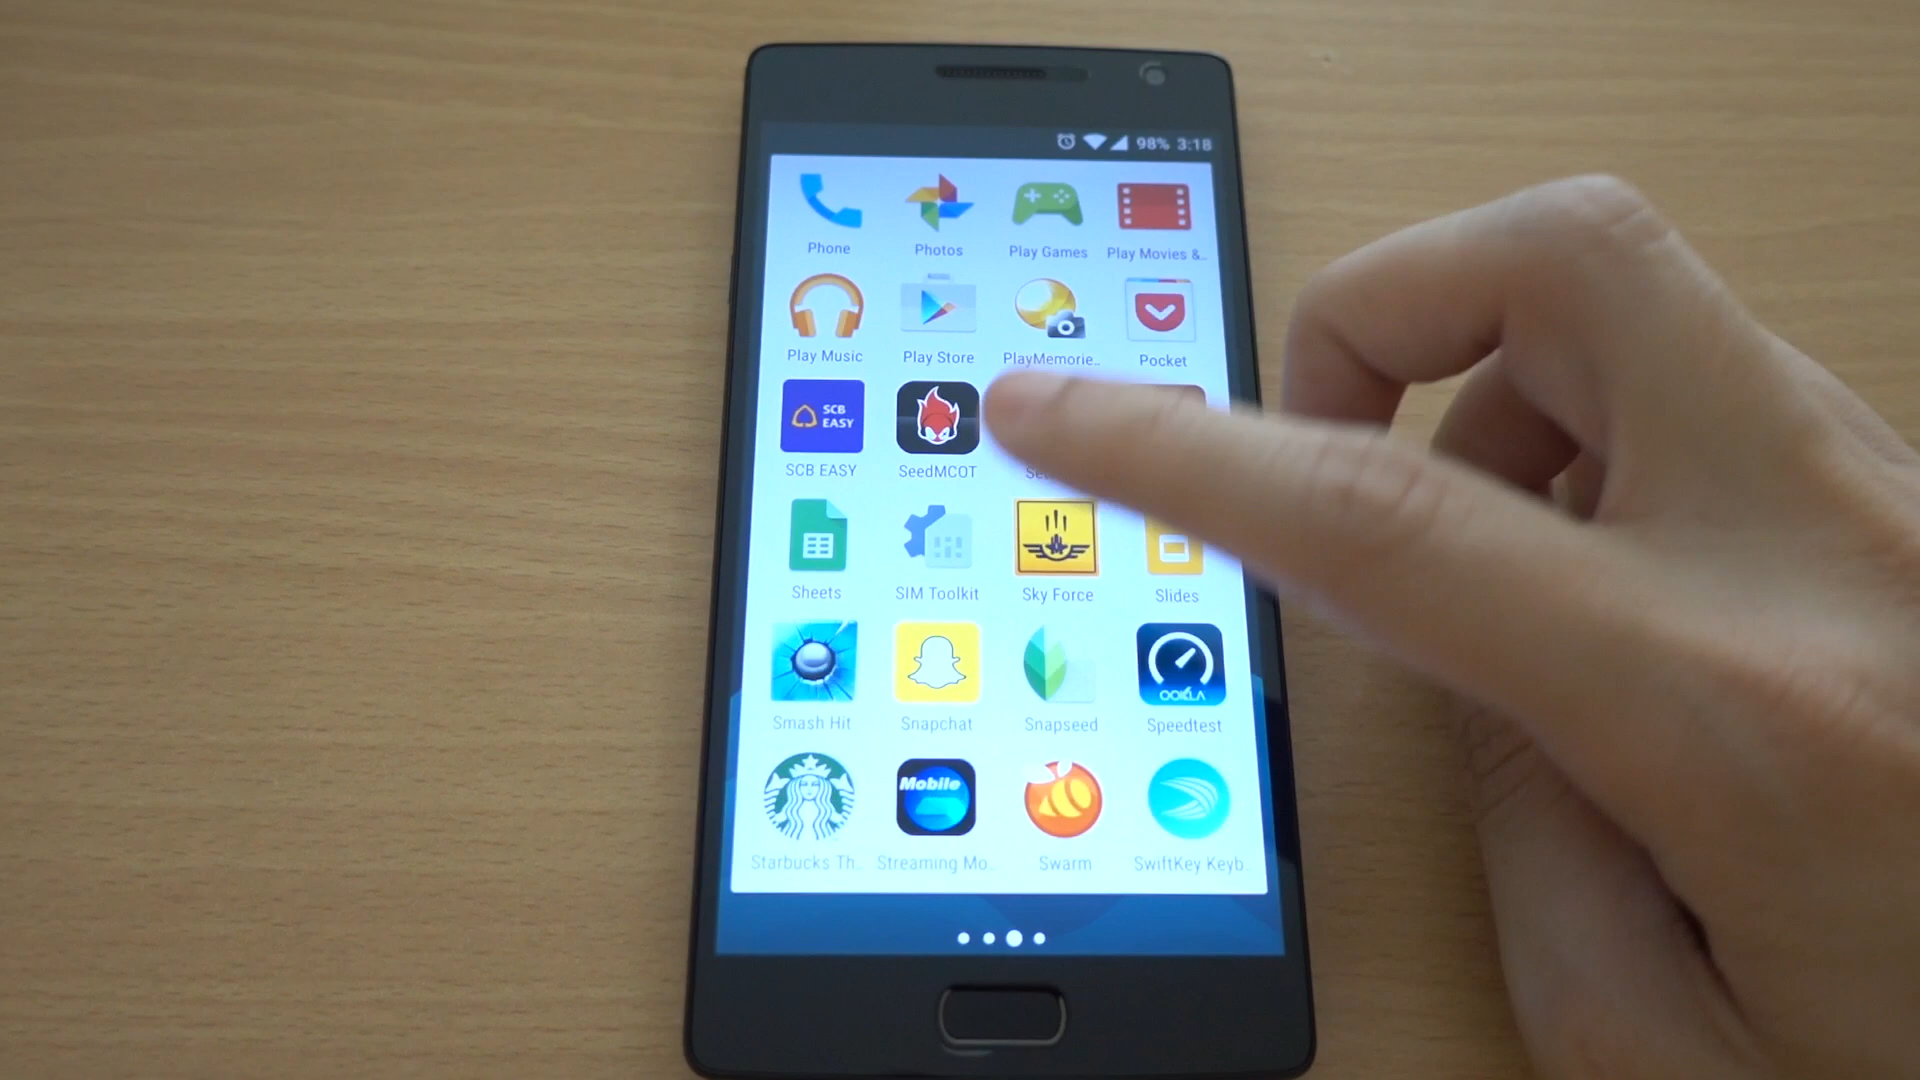 98% 3:18
Phone Photos Play Games Play Movies &..
Play Music Play Store PlayMemorie.. Pocket
SCB
EASY
SCB EASY SeedMCOT
Sheets SIM Toolkit Sky Force Slides
OOKLA
Smash Hit Snapchat Snapseed Speedtest
Mobile
Starbucks Th.. Streaming Mo.. Swarm SwiftKey Keyb..